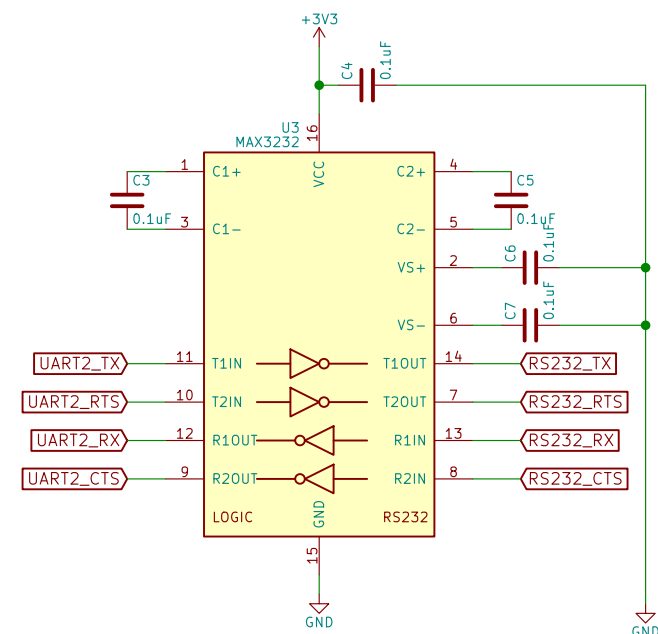 +3V3
C4
0.1uF
U3
MAX3232
16
VCC
1
C1+
C2+
4
C3
0.1uF
C5
0.1uF
3
C1-
C2-
5
VS+
2
C6
0.1uF
VS-
6
C7
0.1uF
UART2_TX
11
T1IN
T1OUT
14
RS232_TX
UART2_RTS
10
T2IN
T2OUT
7
RS232_RTS
UART2_RX
12
R1OUT
R1IN
13
RS232_RX
UART2_CTS
9
R2OUT
R2IN
8
RS232_CTS
LOGIC
GND
RS232
15
GND
GND